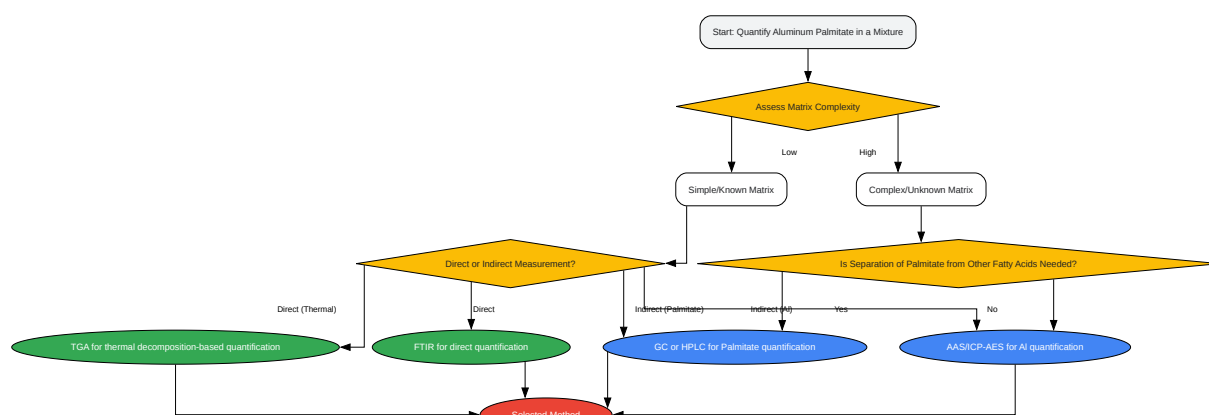 Start: Quantify Aluminum Palmitate in a Mixture
Assess Matrix Complexity
Low
High
Simple/Known Matrix
Complex/Unknown Matrix
Direct or Indirect Measurement?
Is Separation of Palmitate from Other Fatty Acids Needed?
Direct (Thermal)
Direct
Indirect (Palmitate)
Indirect (Al)
Yes
No
TGA for thermal decomposition-based quantification
FTIR for direct quantification
GC or HPLC for Palmitate quantification
AAS/ICP-AES for Al quantification
Selected Method